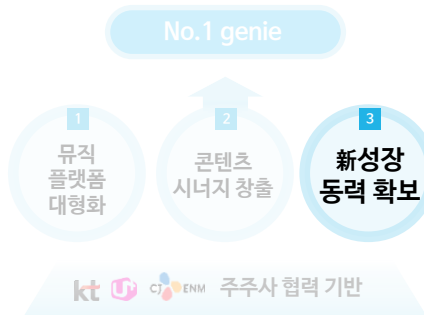 No.1 genie
1
뮤직
플랫폼
대형화
2
콘텐츠
시너지 창출
3
新성장
동력 확보
kt U+ CJ ENM 주주사 협력 기반